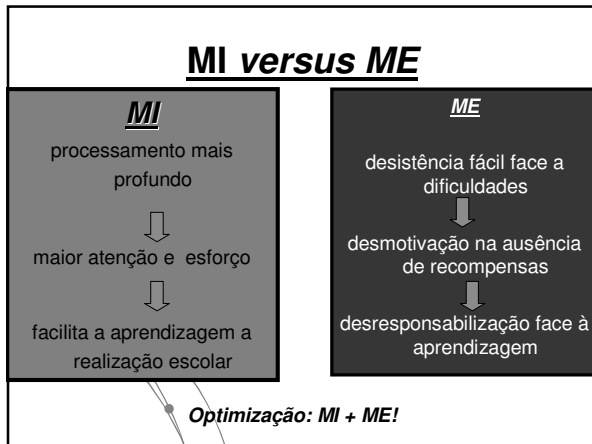 MI versus ME
MI
processamento mais
profundo
maior atenção e esforço
facilita a aprendizagem a
realização escolar
ME
desistência fácil face a
dificuldades
desmotivação na ausência
de recompensas
desresponsabilização face à
aprendizagem
Optimização: MI + ME!